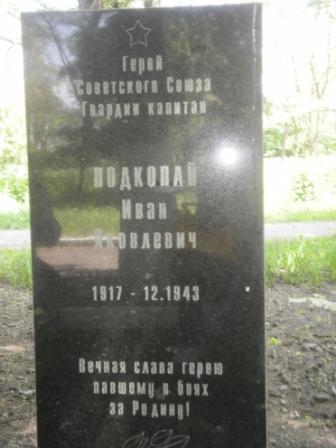 Герой
Советского Союза
Гвардии капитан
ПОДКОПАЙ
Иван
Яковлевич
1917 - 12.1943
Вечная слава герою
павшему в боях
за Родину!